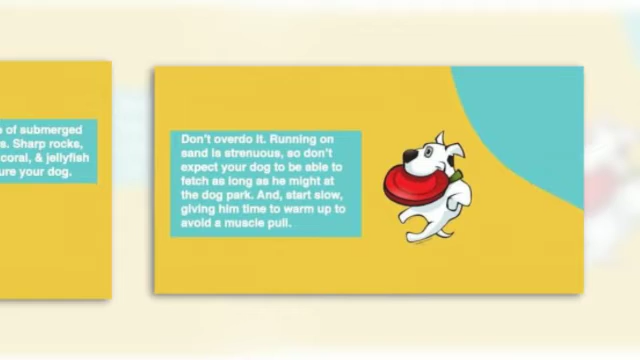 of submerged
Sharp rocks,
coral, & jellyfish
your dog.
Don't overdo it. Running on
sand is strenuous, so don't
expect your dog to be able to
fetch as long as he might at
the dog park. And, start slow,
giving him time to warm up to
avoid a muscle pull.